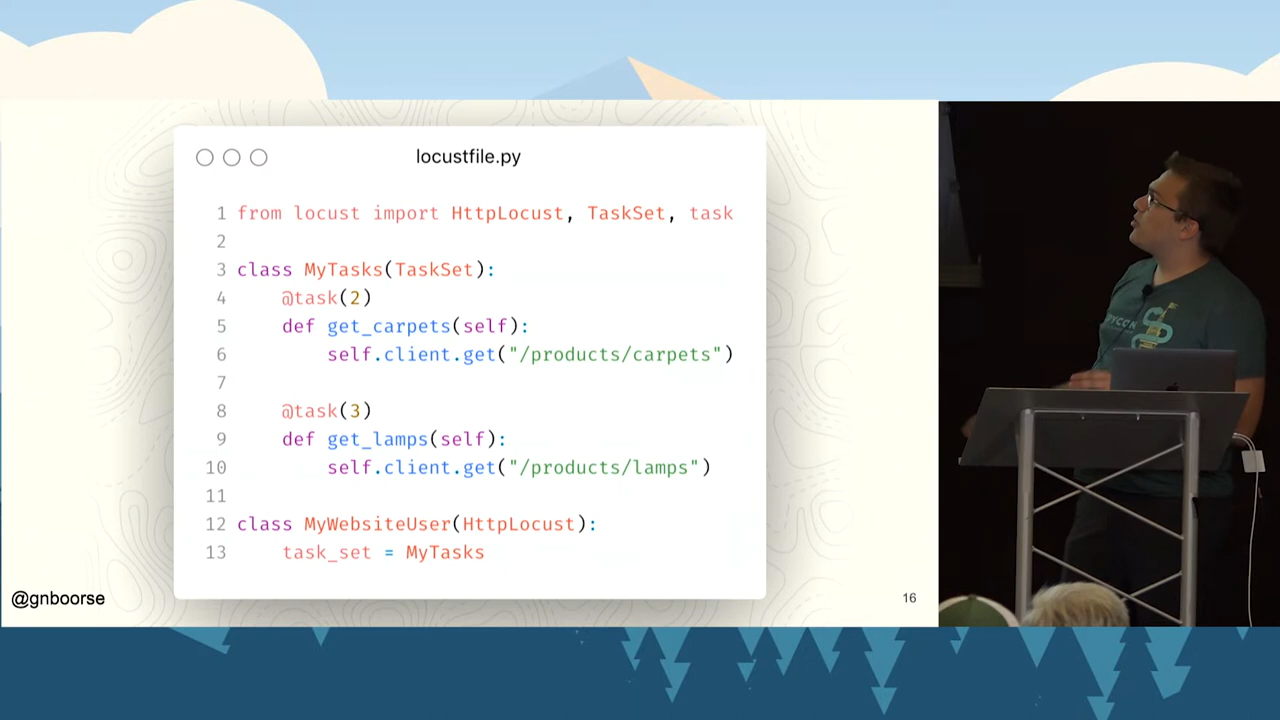 locustfile.py
1 from locust import HttpLocust, TaskSet, task
2
3 class MyTasks(TaskSet):
4     @task(2)
5     def get_carpets(self):
6         self.client.get("/products/carpets")
7
8     @task(3)
9     def get_lamps(self):
10         self.client.get("/products/lamps")
11
12 class MyWebsiteUser(HttpLocust):
13     task_set = MyTasks
@gnboorse
16
PYCON